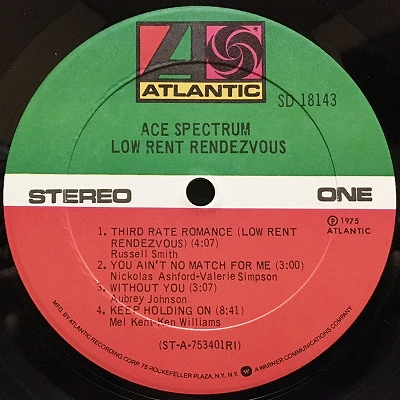 ATLANTIC
SD 18143
ACE SPECTRUM
LOW RENT RENDEZVOUS
STEREO ONE
℗ 1975
ATLANTIC
1. THIRD RATE ROMANCE (LOW RENT
RENDEZVOUS) (4:07)
Russell Smith
2. YOU AIN'T NO MATCH FOR ME (3:00)
Nickolas Ashford-Valerie Simpson
3. WITHOUT YOU (3:07)
Aubrey Johnson
4. KEEP HOLDING ON (8:41)
Mel Kent-Ken Williams
(ST-A-753401RI)
MFG. BY ATLANTIC RECORDING CORP. 75 ROCKEFELLER PLAZA, N.Y., N.Y. A WARNER COMMUNICATIONS COMPANY